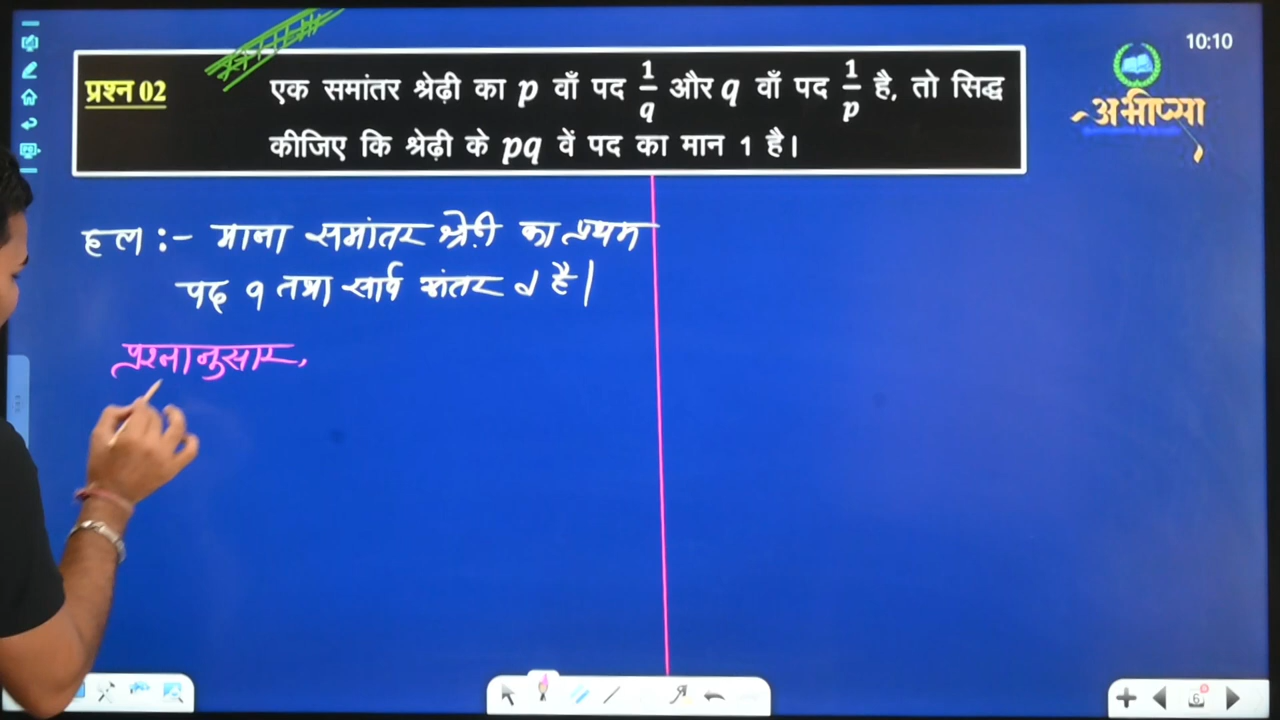 10:10
प्रश्न 02
एक समांतर श्रेढ़ी का p वाँ पद 1/q और q वाँ पद 1/p है, तो सिद्ध
कीजिए कि श्रेढ़ी के pq वें पद का मान 1 है।
अभीप्सा
हल :- माना समांतर श्रेढ़ी का प्रथम
पद a तथा सार्व अंतर d है।
प्रश्नानुसार,
6